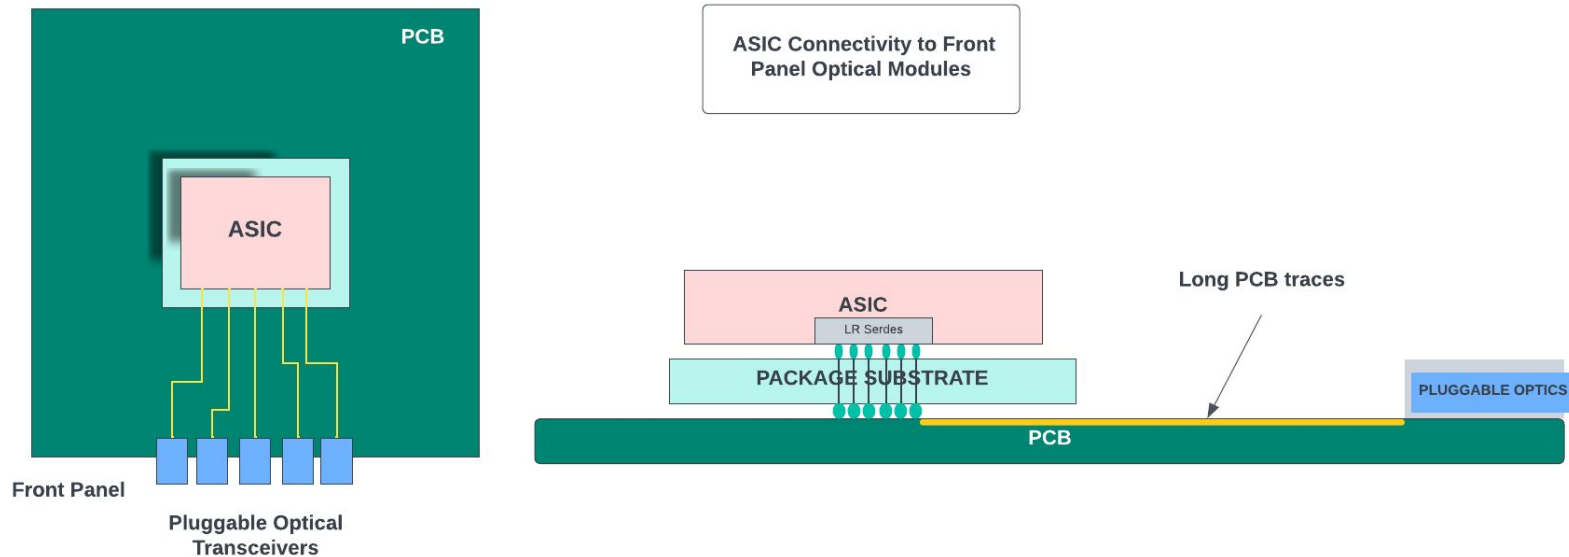 PCB
ASIC
Front Panel
Pluggable Optical
Transceivers
ASIC Connectivity to Front
Panel Optical Modules
Long PCB traces
ASIC
LR Serdes
PACKAGE SUBSTRATE
PLUGGABLE OPTICS
PCB